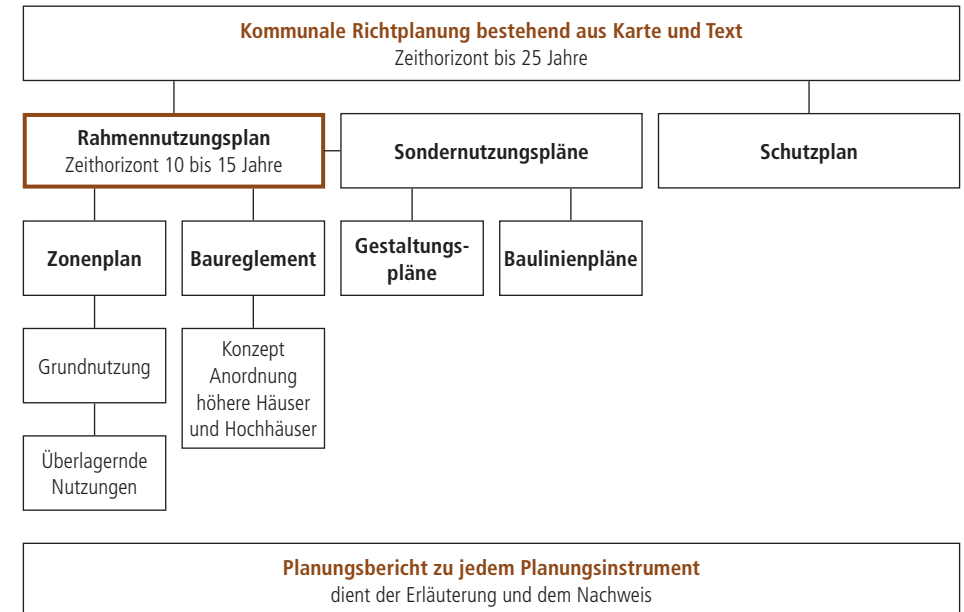 Kommunale Richtplanung bestehend aus Karte und Text
Zeithorizont bis 25 Jahre
Rahmennutzungsplan
Zeithorizont 10 bis 15 Jahre
Sondernutzungspläne
Schutzplan
Zonenplan
Baureglement
Gestaltungs-
pläne
Baulinienpläne
Grundnutzung
Konzept
Anordnung
höhere Häuser
und Hochhäuser
Überlagernde
Nutzungen
Planungsbericht zu jedem Planungsinstrument
dient der Erläuterung und dem Nachweis